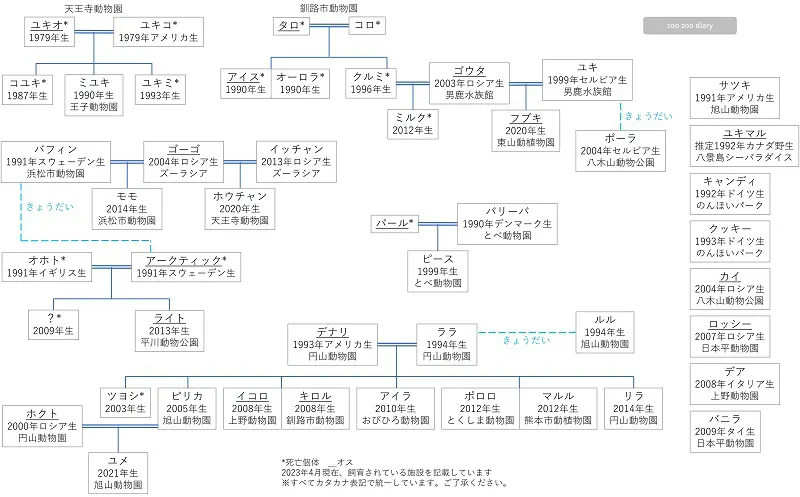 天王寺動物園
釧路市動物園
zoo zoo diary
ユキオ*
1979年生
ユキコ*
1979年アメリカ生
タロ*
コロ*
コユキ*
1987年生
ミユキ
1990年生
王子動物園
ユキミ*
1993年生
アイス*
1990年生
オーロラ*
1990年生
クルミ*
1996年生
ゴウタ
2003年ロシア生
男鹿水族館
ユキ
1999年セルビア生
男鹿水族館
ミルク*
2012年生
フブキ
2020年生
東山動植物園
きょうだい
ポーラ
2004年セルビア生
八木山動物公園
サツキ
1991年アメリカ生
旭山動物園
ユキマル
推定1992年カナダ野生
八景島シーパラダイス
キャンディ
1992年ドイツ生
のんほいパーク
クッキー
1993年ドイツ生
のんほいパーク
カイ
2004年ロシア生
八木山動物公園
ロッシー
2007年ロシア生
日本平動物園
デア
2008年イタリア生
上野動物園
バニラ
2009年タイ生
日本平動物園
バフィン
1991年スウェーデン生
浜松市動物園
ゴーゴ
2004年ロシア生
ズーラシア
イッチャン
2013年ロシア生
ズーラシア
モモ
2014年生
浜松市動物園
ホウチャン
2020年生
天王寺動物園
きょうだい
オホト*
1991年イギリス生
アークティック*
1991年スウェーデン生
?*
2009年生
ライト
2013年生
平川動物公園
パール*
バリーバ
1990年デンマーク生
とべ動物園
ピース
1999年生
とべ動物園
デナリ
1993年アメリカ生
円山動物園
ララ
1994年生
円山動物園
きょうだい
ルル
1994年生
旭山動物園
ツヨシ*
2003年生
ピリカ
2005年生
旭山動物園
イコロ
2008年生
上野動物園
キロル
2008年生
釧路市動物園
アイラ
2010年生
おびひろ動物園
ポロロ
2012年生
とくしま動物園
マルル
2012年生
熊本市動植物園
リラ
2014年生
円山動物園
ホクト
2000年ロシア生
円山動物園
ユメ
2021年生
旭山動物園
*死亡個体 __オス
2023年4月現在、飼育されている施設を記載しています
※すべてカタカナ表記で統一しています。ご了承ください。